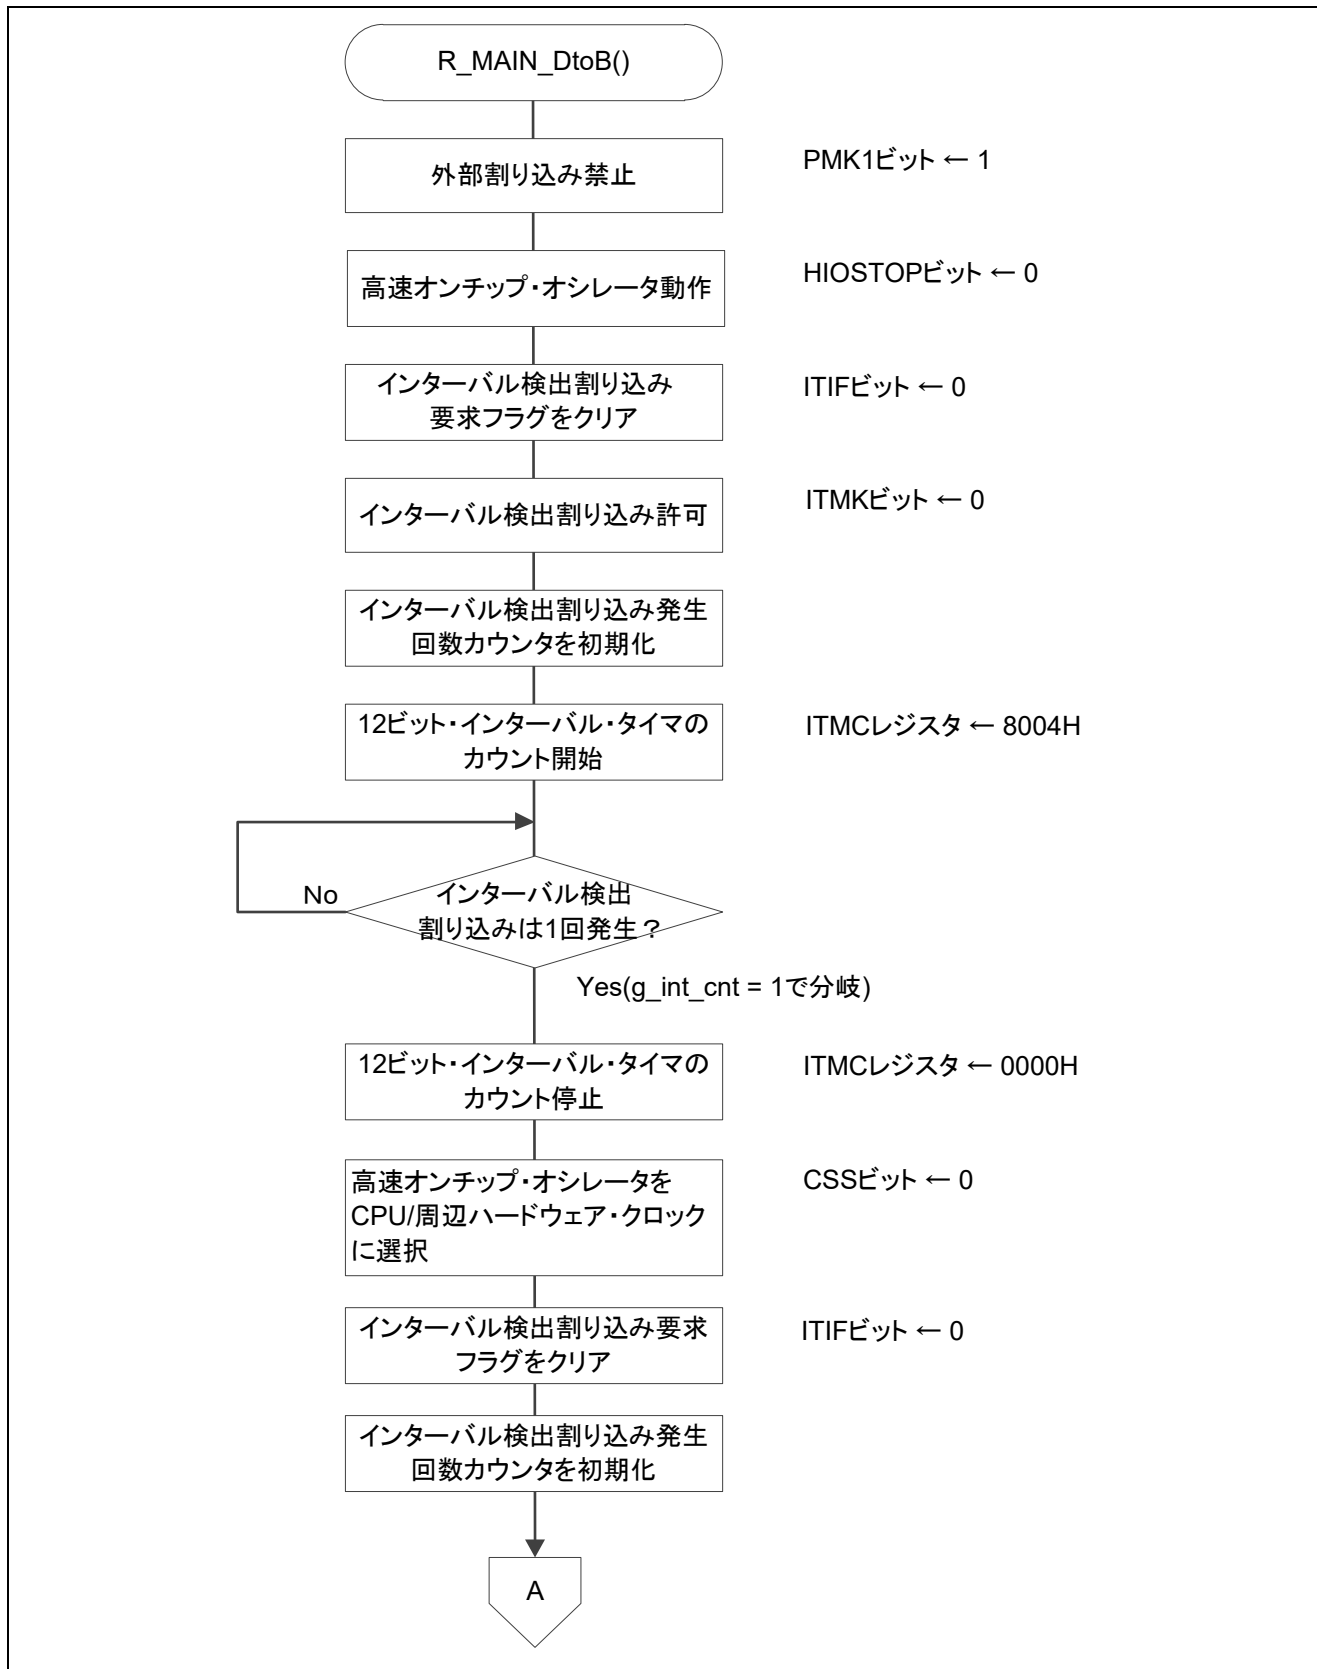 R_MAIN_DtoB()
外部割り込み禁止
PMK1ビット ← 1
高速オンチップ・オシレータ動作
HIOSTOPビット ← 0
インターバル検出割り込み
要求フラグをクリア
ITIFビット ← 0
インターバル検出割り込み許可
ITMKビット ← 0
インターバル検出割り込み発生
回数カウンタを初期化
12ビット・インターバル・タイマの
カウント開始
ITMCレジスタ ← 8004H
No
インターバル検出
割り込みは1回発生？
Yes(g_int_cnt = 1で分岐)
12ビット・インターバル・タイマの
カウント停止
ITMCレジスタ ← 0000H
高速オンチップ・オシレータを
CPU/周辺ハードウェア・クロック
に選択
CSSビット ← 0
インターバル検出割り込み要求
フラグをクリア
ITIFビット ← 0
インターバル検出割り込み発生
回数カウンタを初期化
A